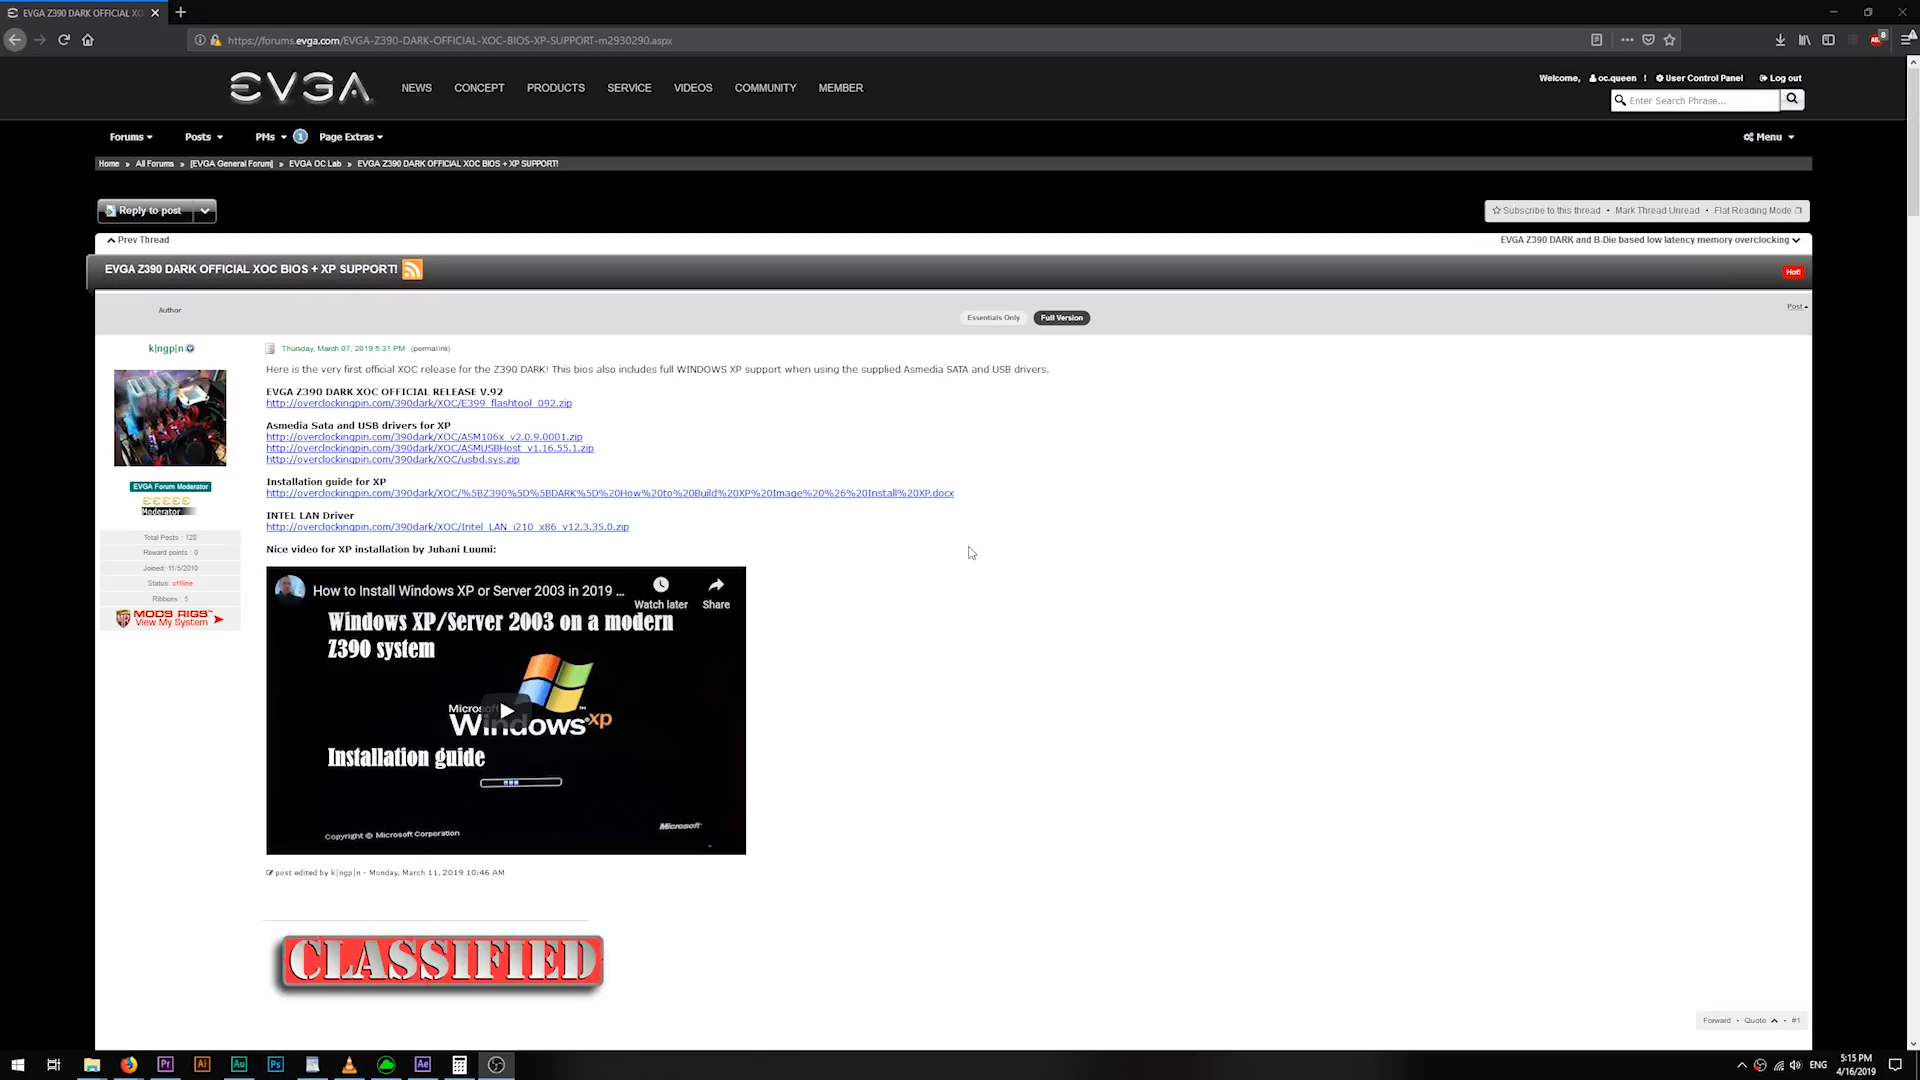 EVGA Z390 DARK OFFICIAL XO
https://forums.evga.com/EVGA-Z390-DARK-OFFICIAL-XOC-BIOS-XP-SUPPORT-m2930290.aspx
8
EVGA NEWS CONCEPT PRODUCTS SERVICE VIDEOS COMMUNITY MEMBER
Welcome, oc.queen ! User Control Panel Log out
Enter Search Phrase...
Forums Posts PMs 1 Page Extras Menu
Home » All Forums » [EVGA General Forum] » EVGA OC Lab » EVGA Z390 DARK OFFICIAL XOC BIOS + XP SUPPORT!
Reply to post
Subscribe to this thread • Mark Thread Unread • Flat Reading Mode
Prev Thread
EVGA Z390 DARK and B-Die based low latency memory overclocking
EVGA Z390 DARK OFFICIAL XOC BIOS + XP SUPPORT!
Hot!
Author
Essentials Only Full Version
Post
k|ngp|n
Thursday, March 07, 2019 5:31 PM (permalink)
Here is the very first official XOC release for the Z390 DARK! This bios also includes full WINDOWS XP support when using the supplied Asmedia SATA and USB drivers.
EVGA Z390 DARK XOC OFFICIAL RELEASE V.92
http://overclockingpin.com/390dark/XOC/E399_flashtool_092.zip
Asmedia Sata and USB drivers for XP
http://overclockingpin.com/390dark/XOC/ASM106x_v2.0.9.0001.zip
http://overclockingpin.com/390dark/XOC/ASMUSBHost_v1.16.55.1.zip
http://overclockingpin.com/390dark/XOC/usbd.sys.zip
Installation guide for XP
http://overclockingpin.com/390dark/XOC/%5BZ390%5D%5BDARK%5D%20How%20to%20Build%20XP%20Image%20%26%20Install%20XP.docx
INTEL LAN Driver
http://overclockingpin.com/390dark/XOC/Intel_LAN_i210_x86_v12.3.35.0.zip
Nice video for XP installation by Juhani Luumi:
EVGA Forum Moderator
Moderator
Total Posts : 128
Reward points : 0
Joined: 11/5/2010
Status: offline
Ribbons : 5
MODS RIGS
View My System
How to Install Windows XP or Server 2003 in 2019 ...
Watch later
Share
Windows XP/Server 2003 on a modern
Z390 system
Microsoft
Windows xp
Installation guide
Copyright © Microsoft Corporation
Microsoft
post edited by k|ngp|n - Monday, March 11, 2019 10:46 AM
CLASSIFIED
Forward • Quote • #1
Pr Ai Au Ps Ae
ENG
5:15 PM
4/16/2019